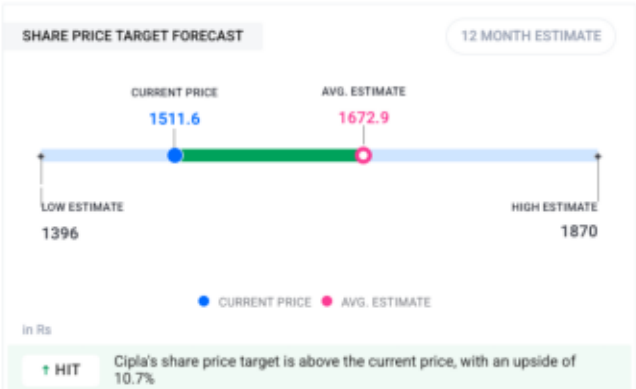 SHARE PRICE TARGET FORECAST
12 MONTH ESTIMATE
CURRENT PRICE
AVG. ESTIMATE
1511.6
1672.9
LOW ESTIMATE
HIGH ESTIMATE
1396
1870
CURRENT PRICE
AVG. ESTIMATE
in Rs
↑ HIT
Cipla's share price target is above the current price, with an upside of
10.7%